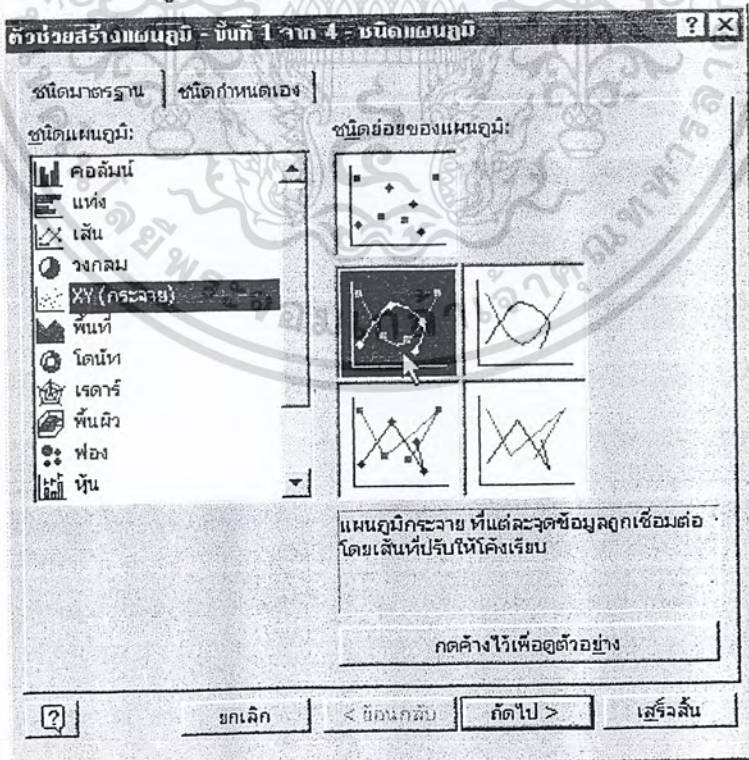 ตัวช่วยสร้างแผนภูมิ - ขั้นที่ 1 จาก 4 - ชนิดแผนภูมิ
ชนิดมาตรฐาน ชนิดกำหนดเอง
ชนิดแผนภูมิ:
คอลัมน์
แท่ง
เส้น
วงกลม
XY (กระจาย)
พื้นที่
โดนัท
เรดาร์
พื้นผิว
ฟอง
หุ้น
ชนิดย่อยของแผนภูมิ:
แผนภูมิกระจาย ที่แต่ละจุดข้อมูลถูกเชื่อมต่อ
โดยเส้นที่ปรับให้โค้งเรียบ
กดค้างไว้เพื่อดูตัวอย่าง
ยกเลิก < ย้อนกลับ ถัดไป > เสร็จสิ้น